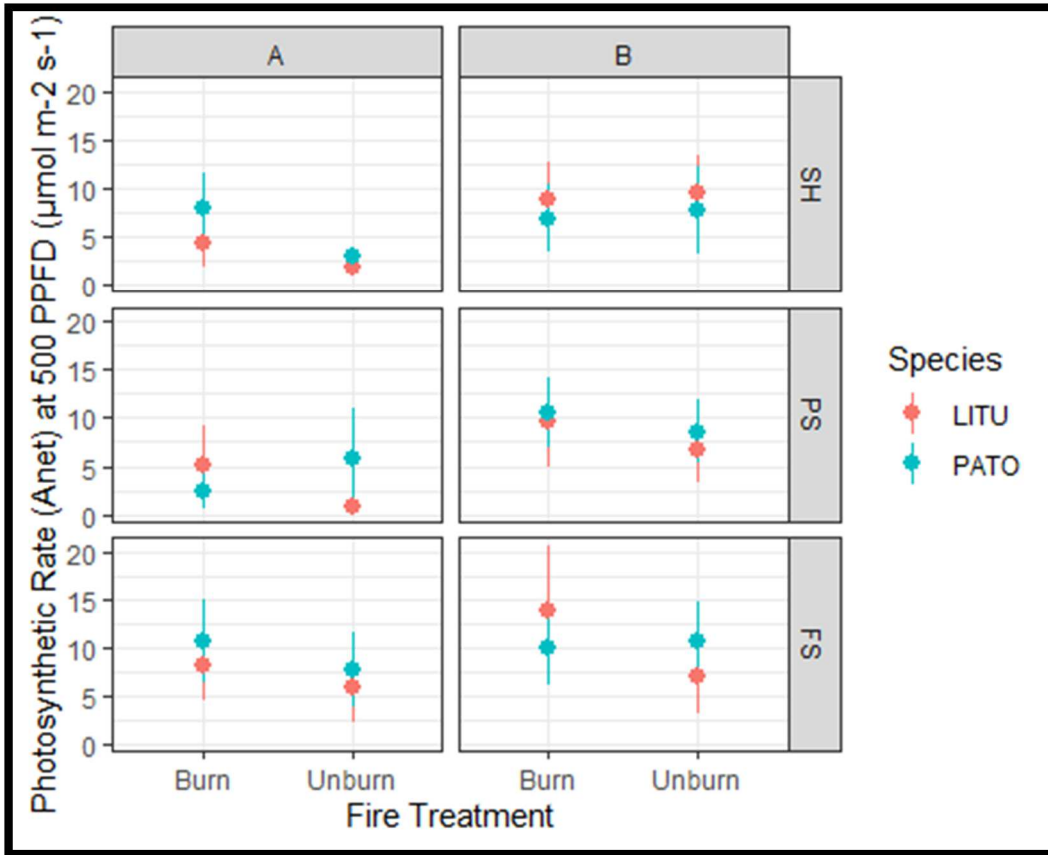 A
B
Photosynthetic Rate (Anet) at 500 PPFD (µmol m-2 s-1)
20
15
10
5
0
SH
20
15
10
5
0
PS
20
15
10
5
0
FS
Burn
Unburn
Burn
Unburn
Fire Treatment
Species
LITU
PATO